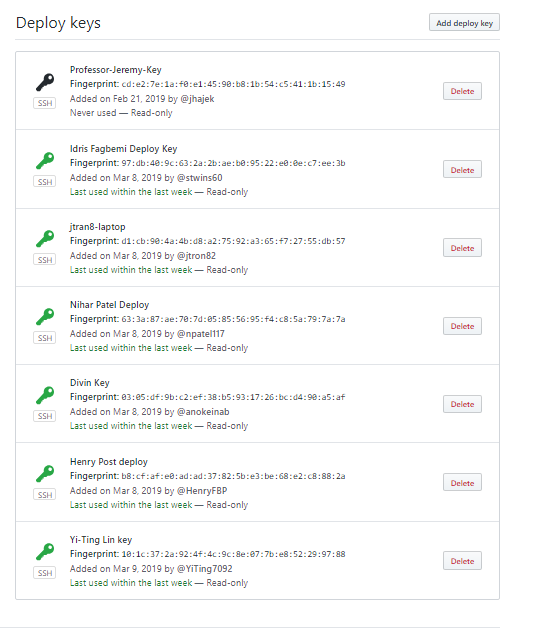 Deploy keys
Add deploy key
Professor-Jeremy-Key
Fingerprint: cd:e2:7e:1a:f0:e1:45:90:b8:1b:54:c5:41:1b:15:49
Added on Feb 21, 2019 by @jhajek
Never used — Read-only
SSH
Delete
Idris Fagbemi Deploy Key
Fingerprint: 97:db:40:9c:63:2a:2b:ae:b0:95:22:e0:0e:c7:ee:3b
Added on Mar 8, 2019 by @stwins60
Last used within the last week — Read-only
SSH
Delete
jtran8-laptop
Fingerprint: d1:cb:90:4a:4b:d8:a2:75:92:a3:65:f7:27:55:db:57
Added on Mar 8, 2019 by @jtron82
Last used within the last week — Read-only
SSH
Delete
Nihar Patel Deploy
Fingerprint: 63:3a:87:ae:70:7d:05:85:56:95:f4:c8:5a:79:7a:7a
Added on Mar 8, 2019 by @npatel117
Last used within the last week — Read-only
SSH
Delete
Divin Key
Fingerprint: 03:05:df:9b:c2:ef:38:b5:93:17:26:bc:d4:90:a5:af
Added on Mar 8, 2019 by @anokeinab
Last used within the last week — Read-only
SSH
Delete
Henry Post deploy
Fingerprint: b8:cf:af:e0:ad:ad:37:82:5b:e3:be:68:e2:c8:88:2a
Added on Mar 8, 2019 by @HenryFBP
Last used within the last week — Read-only
SSH
Delete
Yi-Ting Lin key
Fingerprint: 10:1c:37:2a:92:4f:4c:9c:8e:07:7b:e8:52:29:97:88
Added on Mar 9, 2019 by @YiTing7092
Last used within the last week — Read-only
SSH
Delete